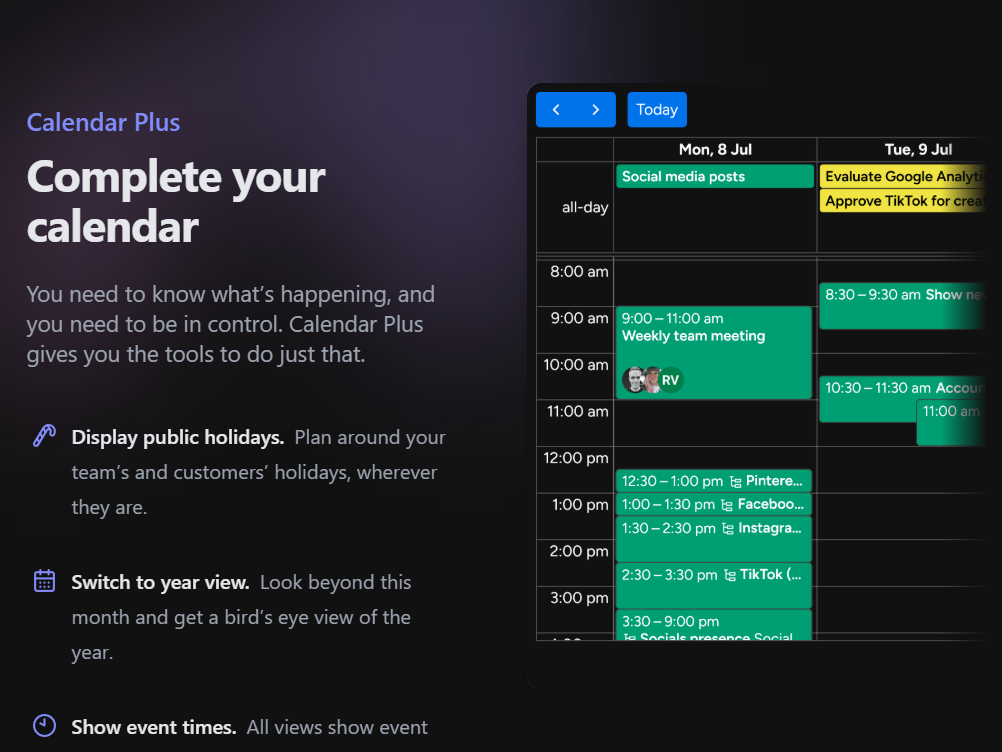 Calendar Plus
Complete your
calendar
You need to know what’s happening, and
you need to be in control. Calendar Plus
gives you the tools to do just that.
Display public holidays. Plan around your
team’s and customers’ holidays, wherever
they are.
Switch to year view. Look beyond this
month and get a bird’s eye view of the
year.
Show event times. All views show event
Today
Mon, 8 Jul
Tue, 9 Jul
all-day
Social media posts
Evaluate Google Analyti
Approve TikTok for crea
8:00 am
9:00 am
10:00 am
11:00 am
12:00 pm
1:00 pm
2:00 pm
3:00 pm
9:00 – 11:00 am
Weekly team meeting
RV
12:30 – 1:00 pm Pintere...
1:00 – 1:30 pm Faceboo...
1:30 – 2:30 pm Instagra...
2:30 – 3:30 pm TikTok (...
3:30 – 9:00 pm
Socials presence Social
8:30 – 9:30 am Show ne
10:30 – 11:30 am Accoun
11:00 am